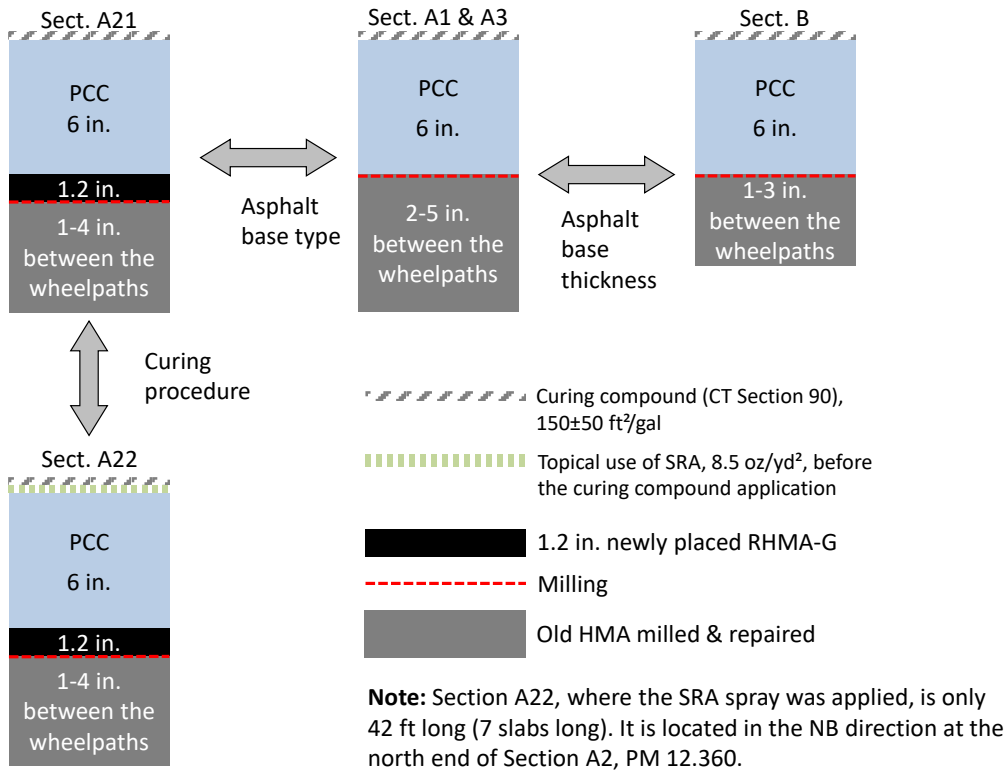 Sect. A21
PCC
6 in.
1.2 in.
1-4 in.
between the
wheelpaths
Asphalt
base type
Sect. A1 & A3
PCC
6 in.
2-5 in.
between the
wheelpaths
Asphalt
base
thickness
Sect. B
PCC
6 in.
1-3 in.
between the
wheelpaths
Curing
procedure
Sect. A22
PCC
6 in.
1.2 in.
1-4 in.
between the
wheelpaths
Curing compound (CT Section 90),
150±50 ft²/gal
Topical use of SRA, 8.5 oz/yd², before
the curing compound application
1.2 in. newly placed RHMA-G
Milling
Old HMA milled & repaired
Note: Section A22, where the SRA spray was applied, is only
42 ft long (7 slabs long). It is located in the NB direction at the
north end of Section A2, PM 12.360.